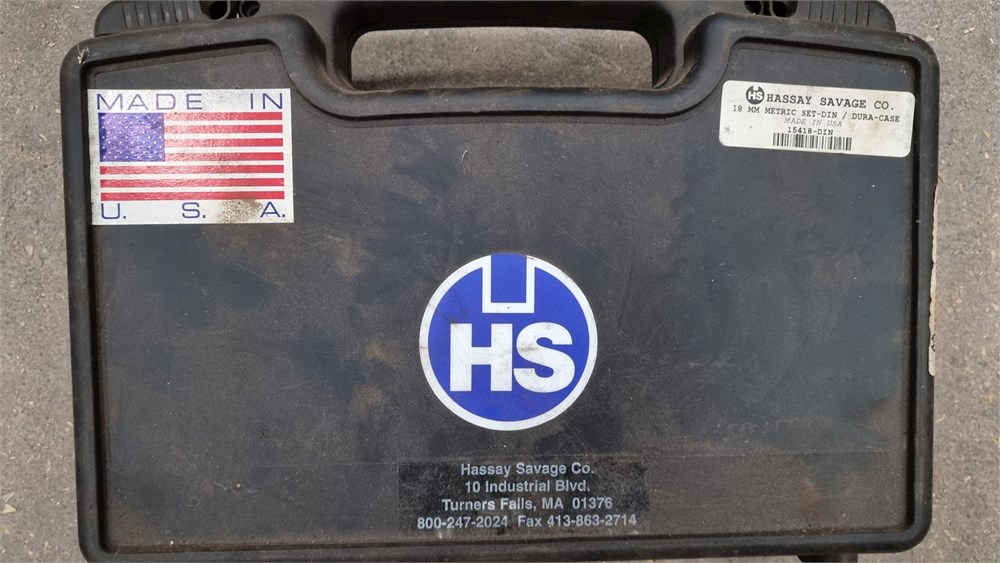 MADE IN
U. S. A.
HS HASSAY SAVAGE CO.
18 MM METRIC SET-DIN / DURA-CASE
MADE IN USA
15418-DIN
HS
Hassay Savage Co.
10 Industrial Blvd.
Turners Falls, MA 01376
800-247-2024 Fax 413-863-2714